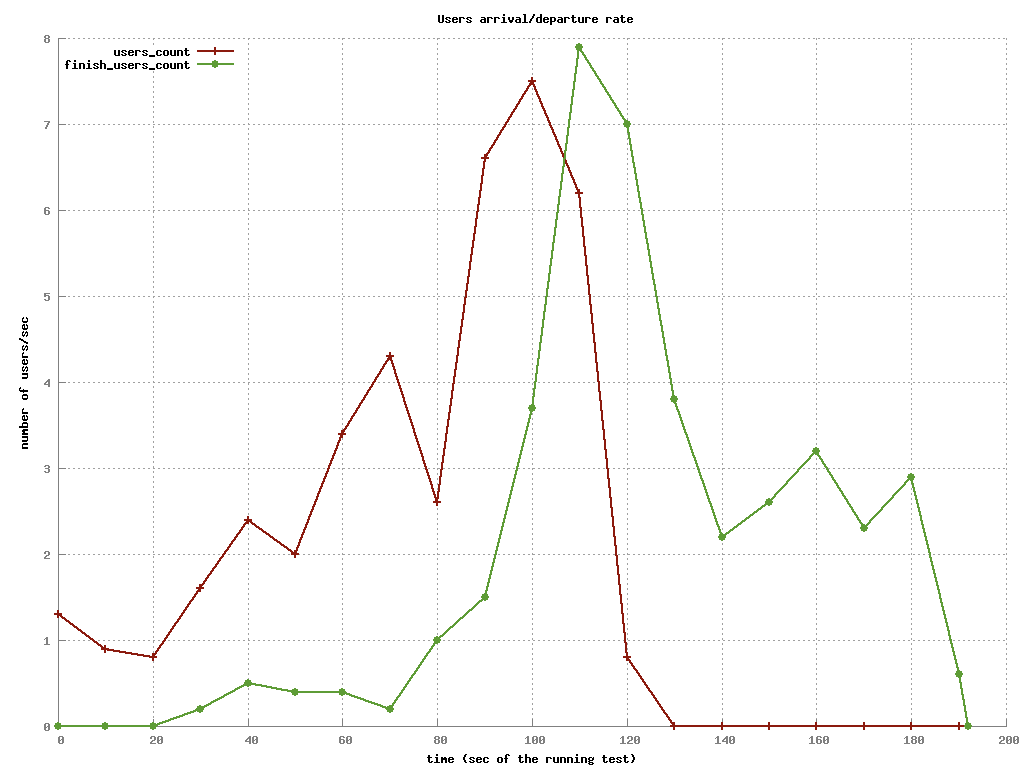 Users arrival/departure rate
users_count
finish_users_count
8
7
6
5
4
3
2
1
0
number of users/sec
0 20 40 60 80 100 120 140 160 180 200
time (sec of the running test)